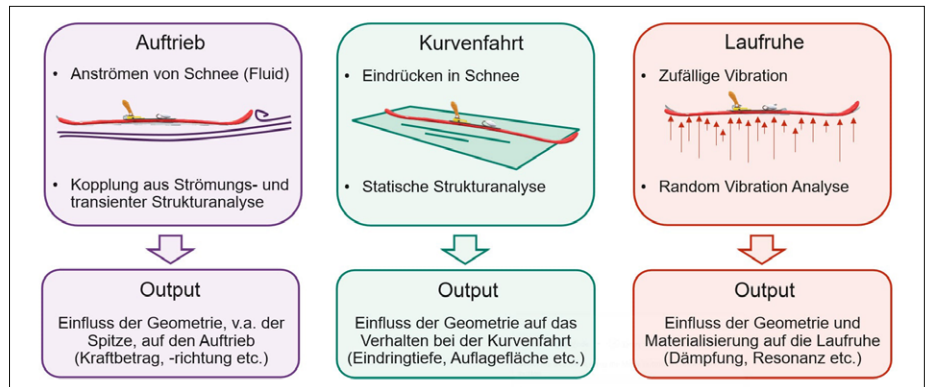 Auftrieb
• Anströmen von Schnee (Fluid)
• Kopplung aus Strömungs- und
transienter Strukturanalyse
Output
Einfluss der Geometrie, v.a. der
Spitze, auf den Auftrieb
(Kraftbetrag, -richtung etc.)
Kurvenfahrt
• Eindrücken in Schnee
• Statische Strukturanalyse
Output
Einfluss der Geometrie auf das
Verhalten bei der Kurvenfahrt
(Eindringtiefe, Auflagefläche etc.)
Laufruhe
• Zufällige Vibration
• Random Vibration Analyse
Output
Einfluss der Geometrie und
Materialisierung auf die Laufruhe
(Dämpfung, Resonanz etc.)